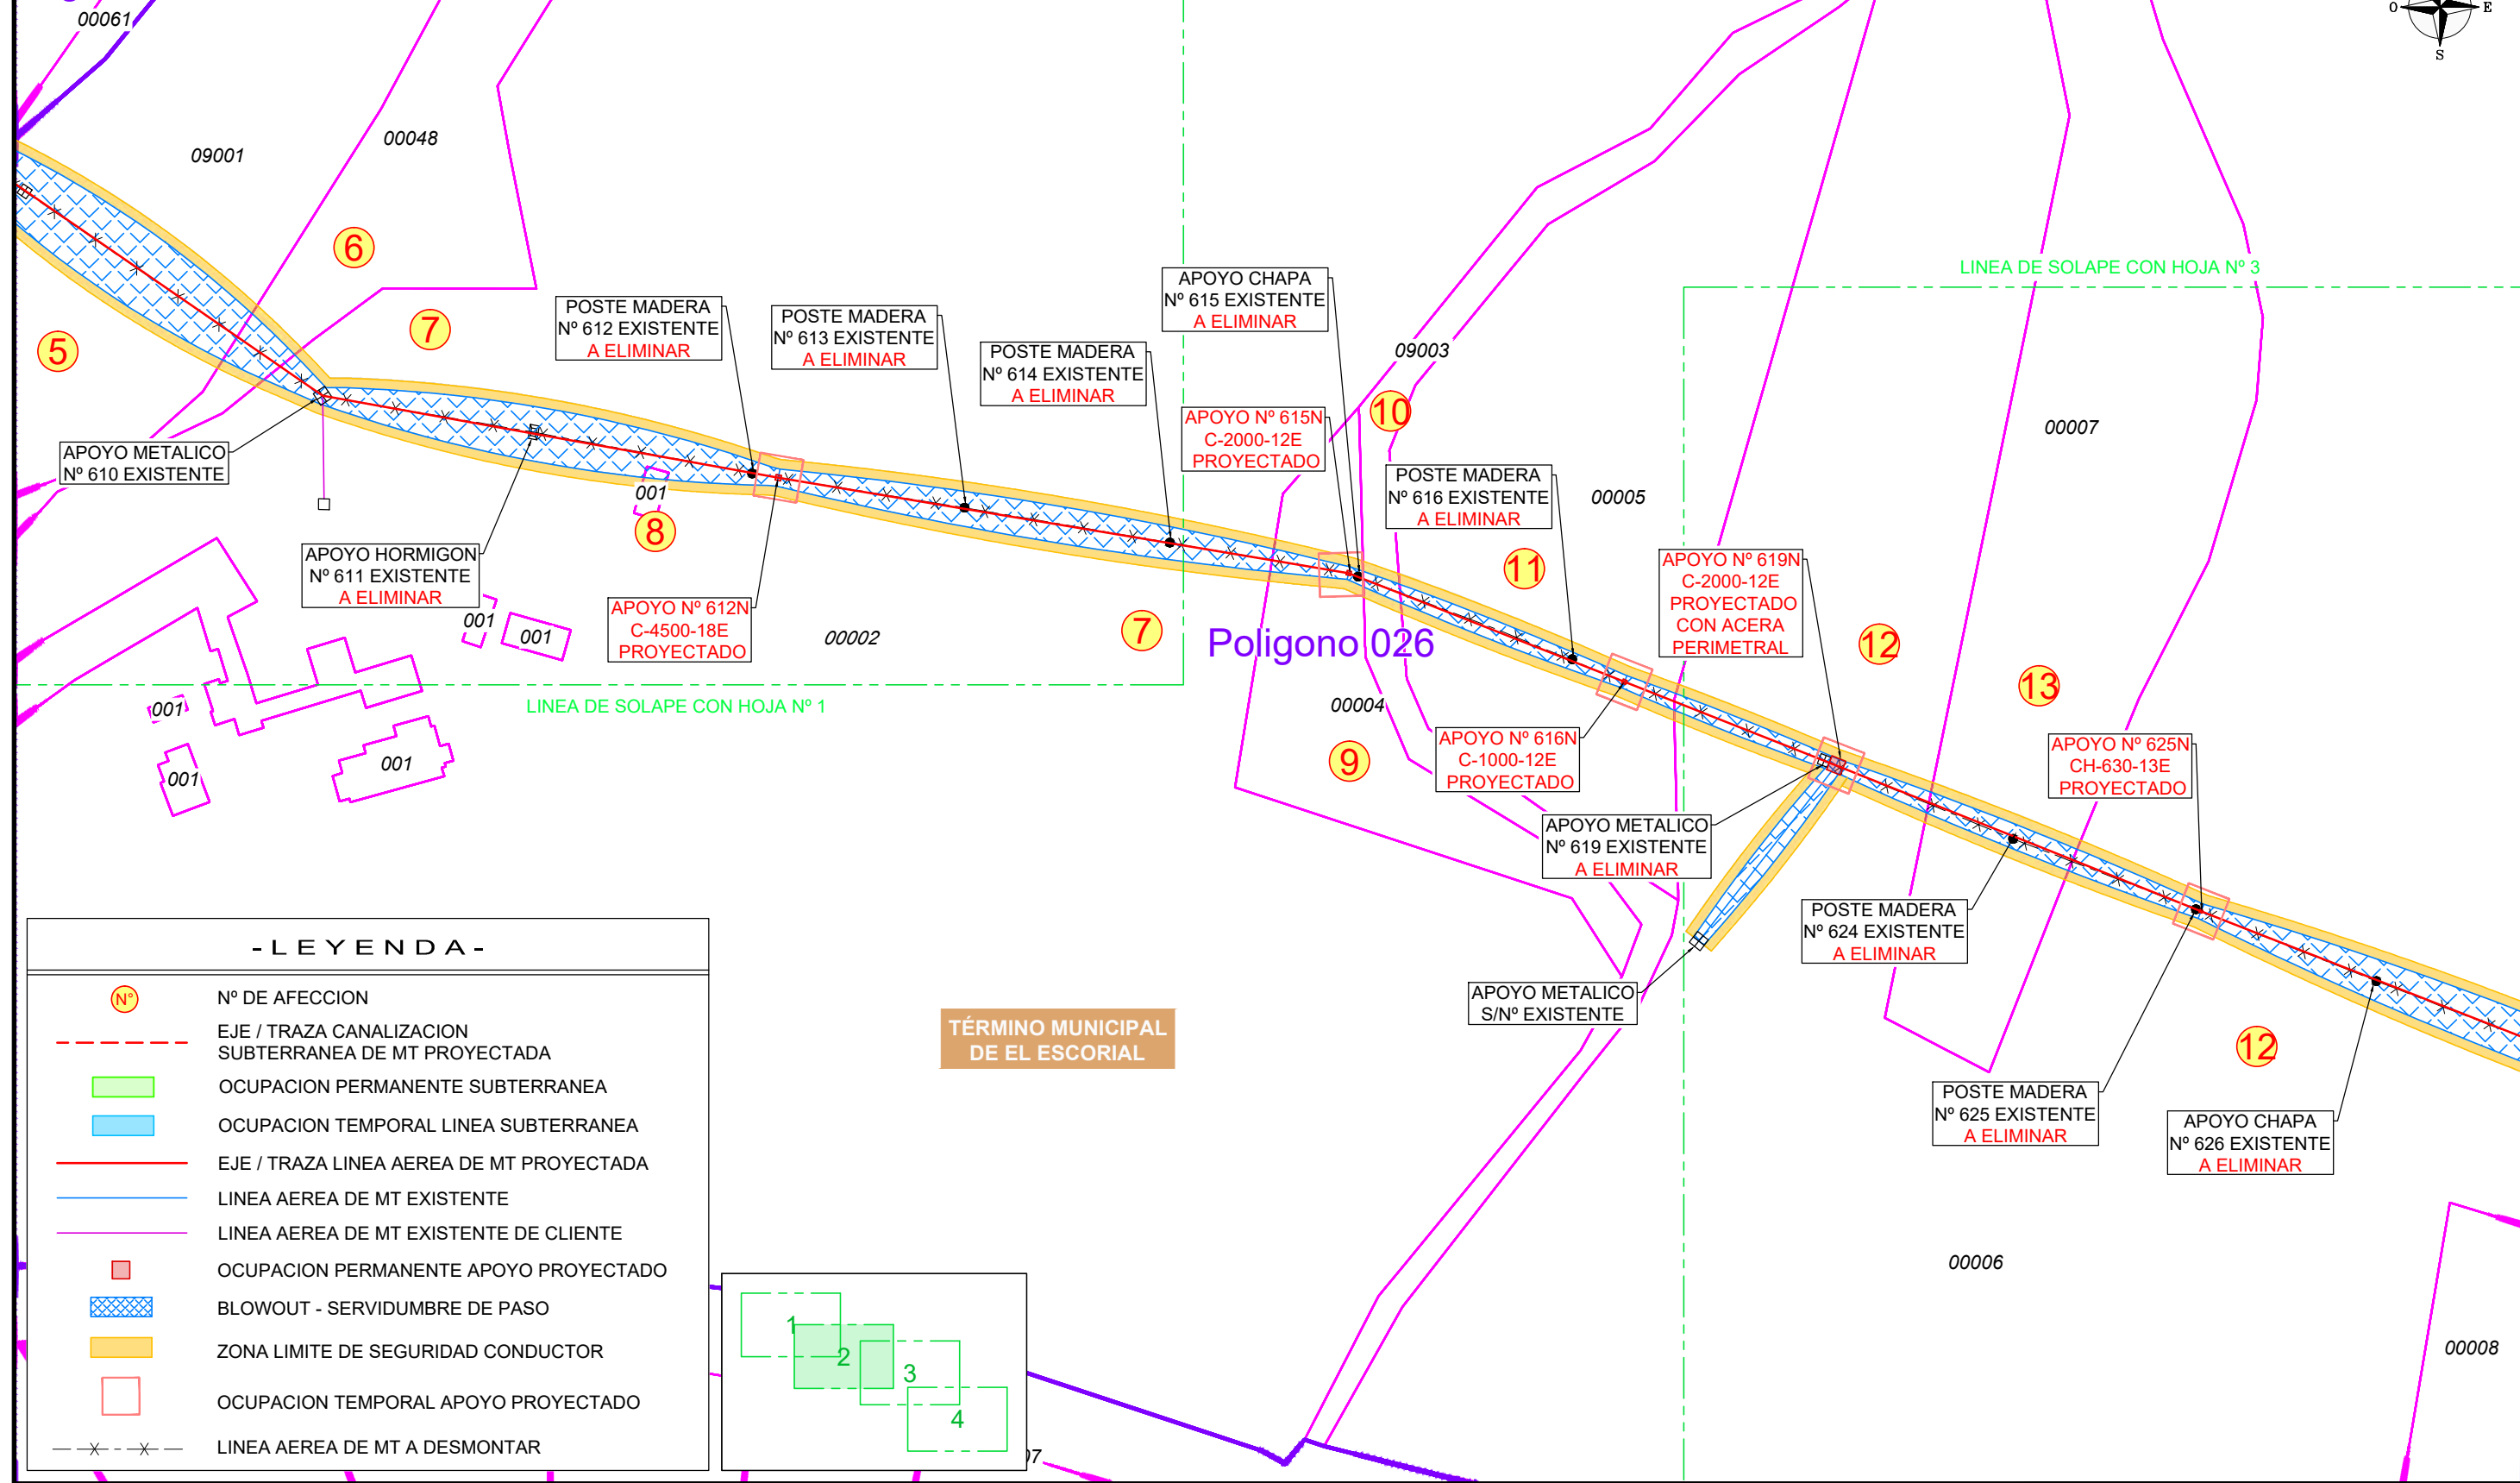 00061
O
E
S
09001
00048
6
LINEA DE SOLAPE CON HOJA Nº 3
5
7
POSTE MADERA
Nº 612 EXISTENTE
A ELIMINAR
POSTE MADERA
Nº 613 EXISTENTE
A ELIMINAR
POSTE MADERA
Nº 614 EXISTENTE
A ELIMINAR
APOYO CHAPA
Nº 615 EXISTENTE
A ELIMINAR
09003
10
APOYO Nº 615N
C-2000-12E
PROYECTADO
00007
APOYO METALICO
Nº 610 EXISTENTE
001
8
POSTE MADERA
Nº 616 EXISTENTE
A ELIMINAR
00005
11
APOYO HORMIGON
Nº 611 EXISTENTE
A ELIMINAR
001
001
APOYO Nº 612N
C-4500-18E
PROYECTADO
00002
7
Poligono 026
APOYO Nº 619N
C-2000-12E
PROYECTADO
CON ACERA
PERIMETRAL
12
13
LINEA DE SOLAPE CON HOJA Nº 1
001
001
001
00004
9
APOYO Nº 616N
C-1000-12E
PROYECTADO
APOYO Nº 625N
CH-630-13E
PROYECTADO
APOYO METALICO
Nº 619 EXISTENTE
A ELIMINAR
POSTE MADERA
Nº 624 EXISTENTE
A ELIMINAR
APOYO METALICO
S/Nº EXISTENTE
12
TÉRMINO MUNICIPAL
DE EL ESCORIAL
POSTE MADERA
Nº 625 EXISTENTE
A ELIMINAR
APOYO CHAPA
Nº 626 EXISTENTE
A ELIMINAR
00006
00008
-LEYENDA-
N° Nº DE AFECCION
EJE / TRAZA CANALIZACION
SUBTERRANEA DE MT PROYECTADA
OCUPACION PERMANENTE SUBTERRANEA
OCUPACION TEMPORAL LINEA SUBTERRANEA
EJE / TRAZA LINEA AEREA DE MT PROYECTADA
LINEA AEREA DE MT EXISTENTE
LINEA AEREA DE MT EXISTENTE DE CLIENTE
OCUPACION PERMANENTE APOYO PROYECTADO
BLOWOUT - SERVIDUMBRE DE PASO
ZONA LIMITE DE SEGURIDAD CONDUCTOR
OCUPACION TEMPORAL APOYO PROYECTADO
LINEA AEREA DE MT A DESMONTAR
1
2
3
4